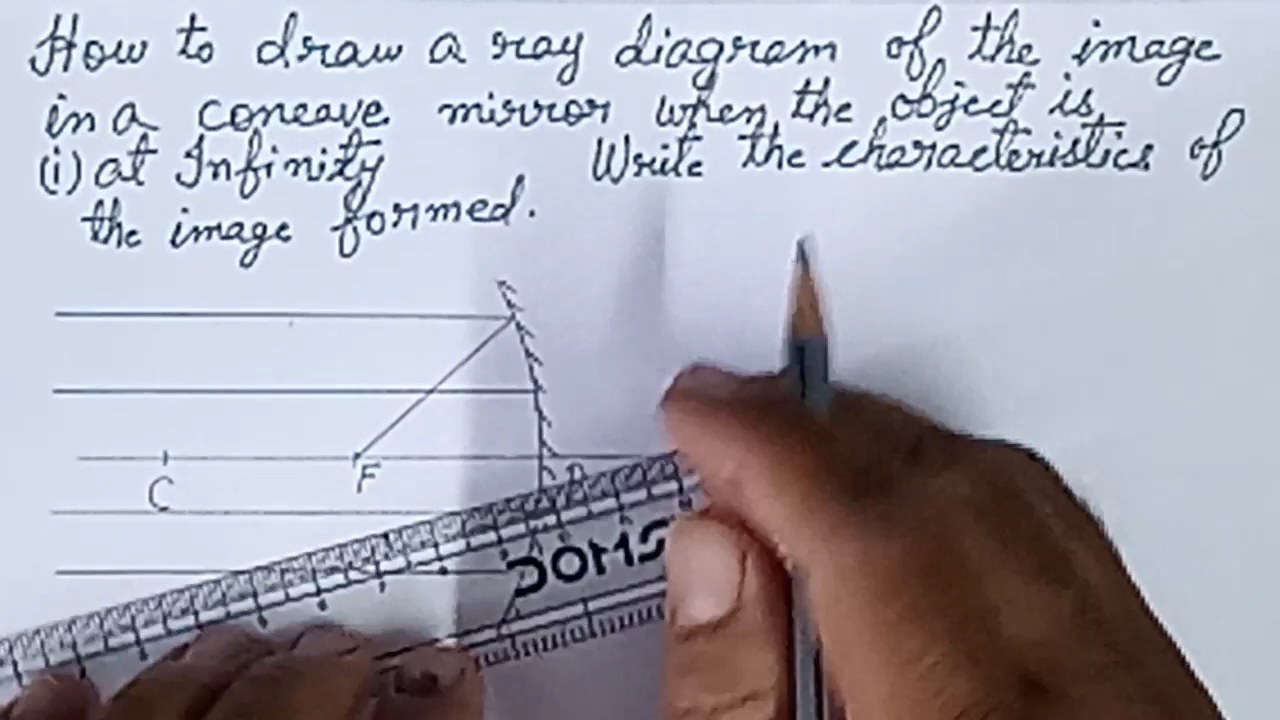 How to draw a ray diagram of the image
in a concave mirror when the object is
(i) at Infinity Write the characteristics of
the image formed.
C F P
DOMS